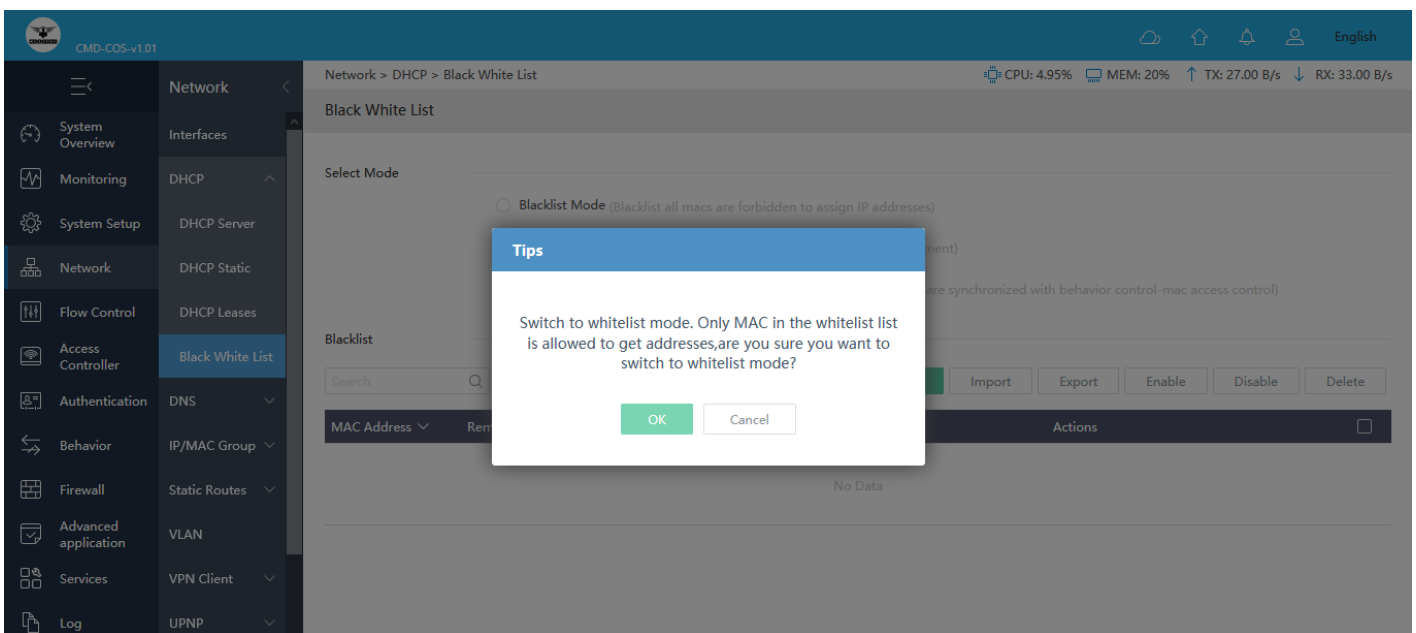 CMD-COS-v1.01
English
Network
Network > DHCP > Black White List
CPU: 4.95%
MEM: 20%
TX: 27.00 B/s
RX: 33.00 B/s
Black White List
System
Overview
Monitoring
System Setup
Network
Flow Control
Access
Controller
Authentication
Behavior
Firewall
Advanced
application
Services
Log
Interfaces
DHCP
DHCP Server
DHCP Static
DHCP Leases
Black White List
DNS
IP/MAC Group
Static Routes
VLAN
VPN Client
UPNP
Select Mode
Blacklist Mode (Blacklist all macs are forbidden to assign IP addresses)
are synchronized with behavior control-mac access control)
Tips
Switch to whitelist mode. Only MAC in the whitelist list
is allowed to get addresses,are you sure you want to
switch to whitelist mode?
OK
Cancel
Blacklist
Search
Import
Export
Enable
Disable
Delete
MAC Address
Rem
Actions
No Data